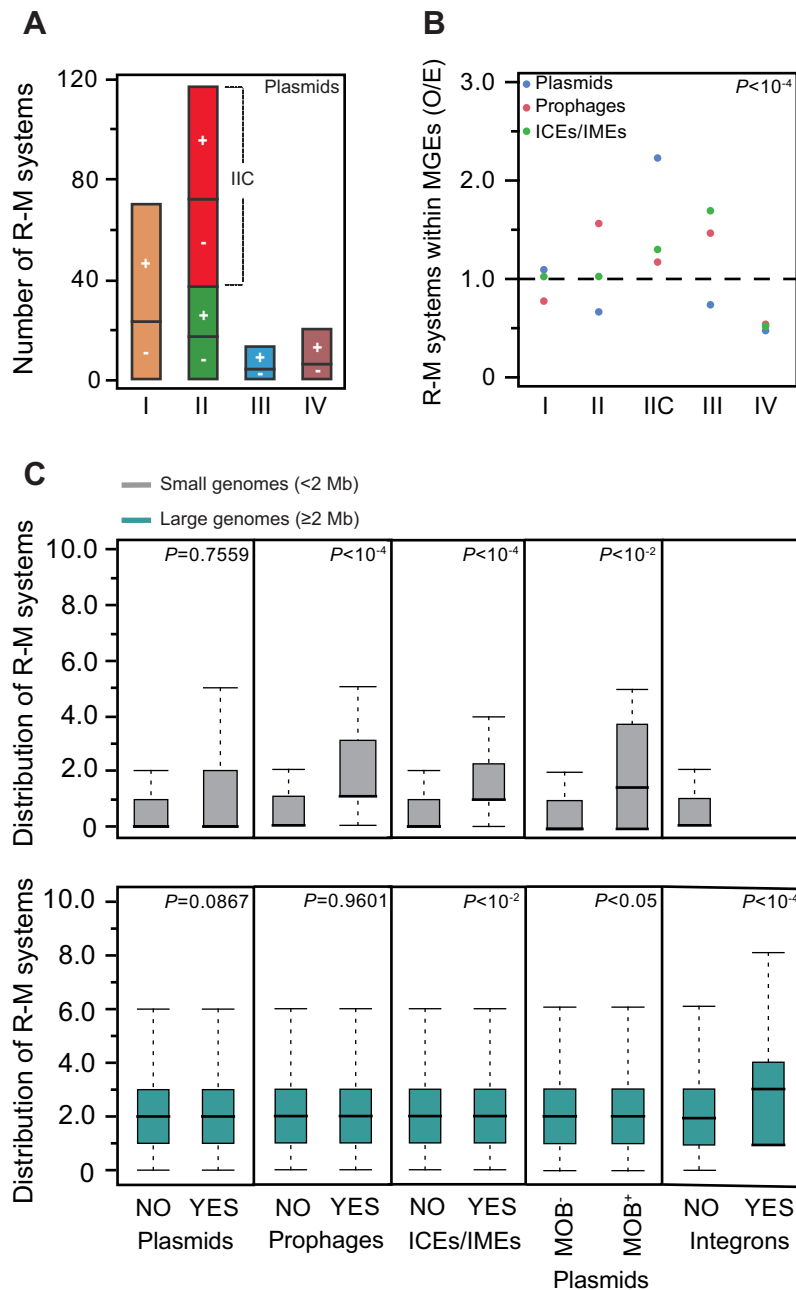 A
120
80
40
0
Number of R-M systems
Plasmids
IIC
+
-
+
-
+
-
+
-
+
-
I II III IV
B
3.0
2.0
1.0
0
R-M systems within MGEs (O/E)
Plasmids
Prophages
ICEs/IMEs
P<10-4
I II IIC III IV
C
Small genomes (<2 Mb)
Large genomes (≥2 Mb)
10.0
8.0
6.0
4.0
2.0
0
Distribution of R-M systems
P=0.7559
P<10-4
P<10-4
P<10-2
10.0
8.0
6.0
4.0
2.0
0
Distribution of R-M systems
P=0.0867
P=0.9601
P<10-2
P<0.05
P<10-4
NO YES
Plasmids
NO YES
Prophages
NO YES
ICEs/IMEs
MOB-
MOB+
Plasmids
NO YES
Integrons